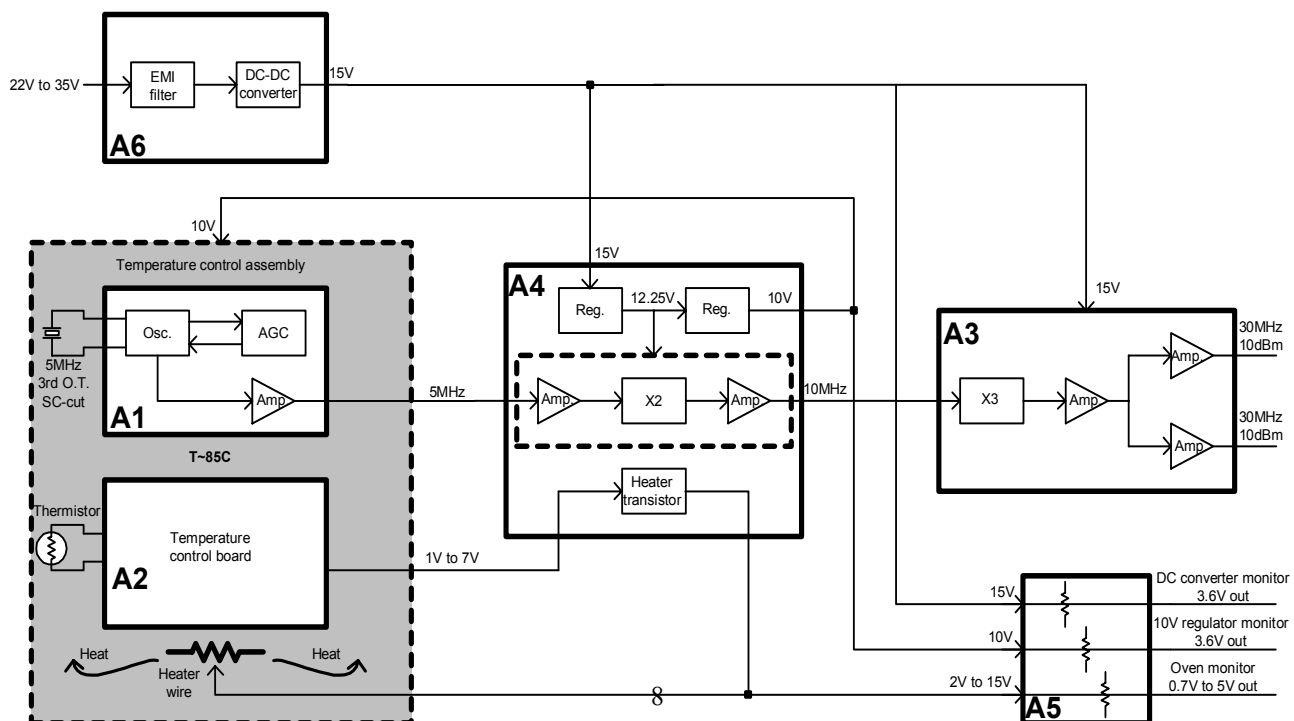 22V to 35V
EMI
filter
DC-DC
converter
15V
A6
10V
15V
15V
Temperature control assembly
5MHz
3rd O.T.
SC-cut
Osc.
AGC
Amp.
A1
5MHz
T~85C
Thermistor
Temperature
control board
A2
1V to 7V
Heat
Heater
wire
Heat
A4
Reg.
12.25V
Reg.
10V
Amp.
X2
Amp.
10MHz
Heater
transistor
A3
X3
Amp.
Amp.
Amp.
30MHz
10dBm
30MHz
10dBm
15V
10V
2V to 15V
A5
DC converter monitor
3.6V out
10V regulator monitor
3.6V out
Oven monitor
0.7V to 5V out
8